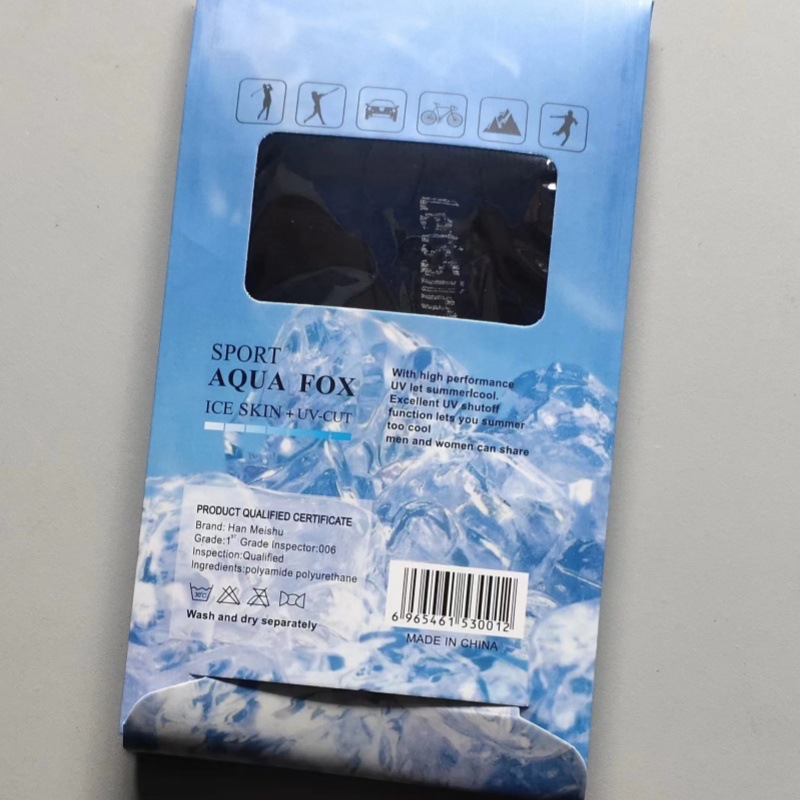 LetSlim
SPORT
AQUA FOX
ICE SKIN + UV-CUT
With high performance
UV let summerlcool.
Excellent UV shutoff
function lets you summer
too cool
men and women can share
PRODUCT QUALIFIED CERTIFICATE
Brand: Han Meishu
Grade:1st Grade Inspector:006
Inspection:Qualified
Ingredients:polyamide polyurethane
30°C
Wash and dry separately
6 965461 530012
MADE IN CHINA